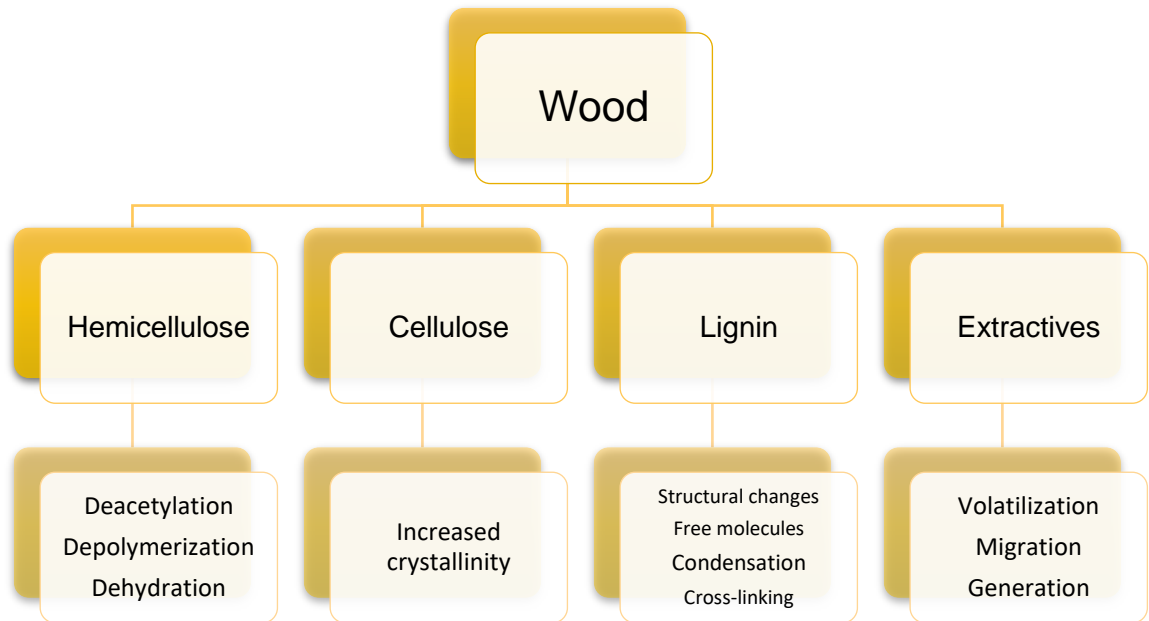 Wood
Hemicellulose
Cellulose
Lignin
Extractives
Deacetylation
Depolymerization
Dehydration
Increased
crystallinity
Structural changes
Free molecules
Condensation
Cross-linking
Volatilization
Migration
Generation